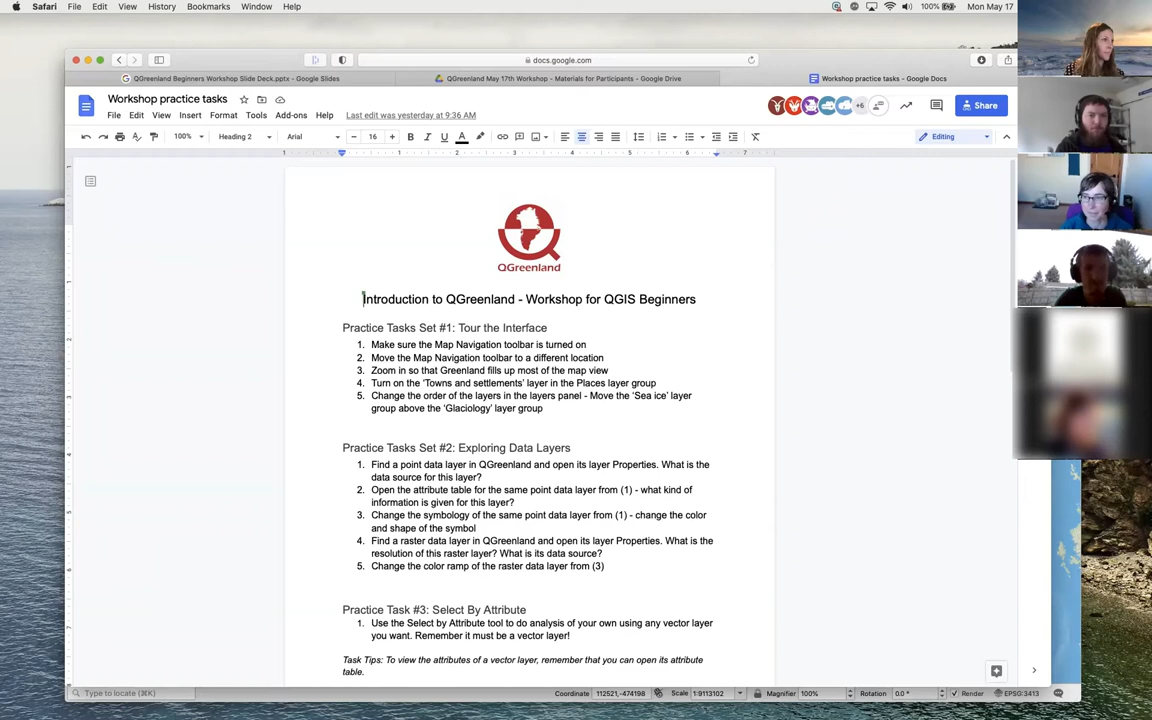 Safari File Edit View History Bookmarks Window Help 100% Mon May 17
docs.google.com
QGreenland Beginners Workshop Slide Deck.pptx - Google Slides QGreenland May 17th Workshop - Materials for Participants - Google Drive Workshop practice tasks - Google Docs
Workshop practice tasks
+6 Share
File Edit View Insert Format Tools Add-ons Help Last edit was yesterday at 9:36 AM
100% Heading 2 Arial - 16 + B I U A Editing
1 1 2 3 4 5 6 7
QGreenland
Introduction to QGreenland - Workshop for QGIS Beginners
Practice Tasks Set #1: Tour the Interface
1. Make sure the Map Navigation toolbar is turned on
2. Move the Map Navigation toolbar to a different location
3. Zoom in so that Greenland fills up most of the map view
4. Turn on the 'Towns and settlements' layer in the Places layer group
5. Change the order of the layers in the layers panel - Move the 'Sea ice' layer
group above the 'Glaciology' layer group
Practice Tasks Set #2: Exploring Data Layers
1. Find a point data layer in QGreenland and open its layer Properties. What is the
data source for this layer?
2. Open the attribute table for the same point data layer from (1) - what kind of
information is given for this layer?
3. Change the symbology of the same point data layer from (1) - change the color
and shape of the symbol
4. Find a raster data layer in QGreenland and open its layer Properties. What is the
resolution of this raster layer? What is its data source?
5. Change the color ramp of the raster data layer from (3)
Practice Task #3: Select By Attribute
1. Use the Select by Attribute tool to do analysis of your own using any vector layer
you want. Remember it must be a vector layer!
Task Tips: To view the attributes of a vector layer, remember that you can open its attribute
table.
Type to locate (⌘K) Coordinate 112521,-474198 Scale 1:9113102 Magnifier 100% Rotation 0.0 ° Render EPSG:3413